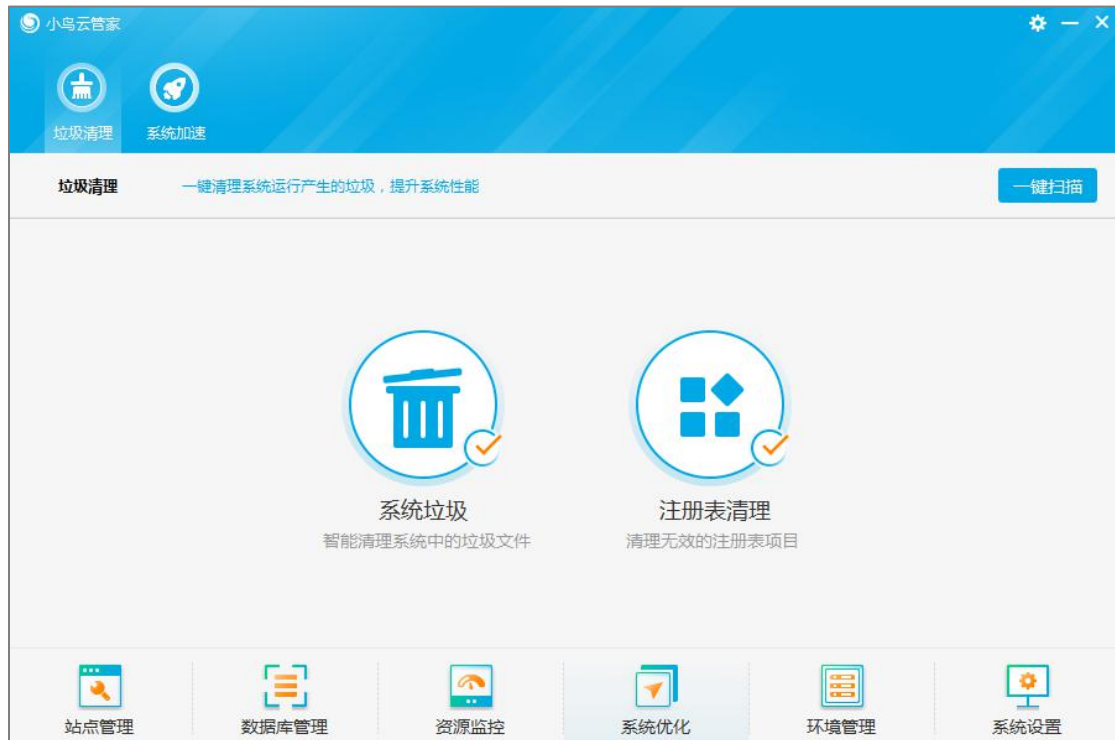 小鸟云管家
垃圾清理 系统加速
垃圾清理 一键清理系统运行产生的垃圾，提升系统性能 一键扫描
系统垃圾 注册表清理
智能清理系统中的垃圾文件 清理无效的注册表项目
站点管理 数据库管理 资源监控 系统优化 环境管理 系统设置